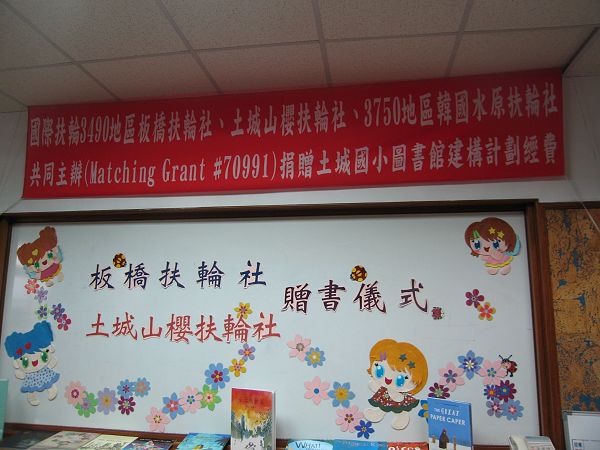 國際扶輪3490地區板橋扶輪社、土城山櫻扶輪社、3750地區韓國水原扶輪社
共同主辦(Matching Grant #70991)捐贈土城國小圖書館建構計劃經費
板橋扶輪社
土城山櫻扶輪社
贈書儀式
THE GREAT
PAPER CAPER
WHAT!